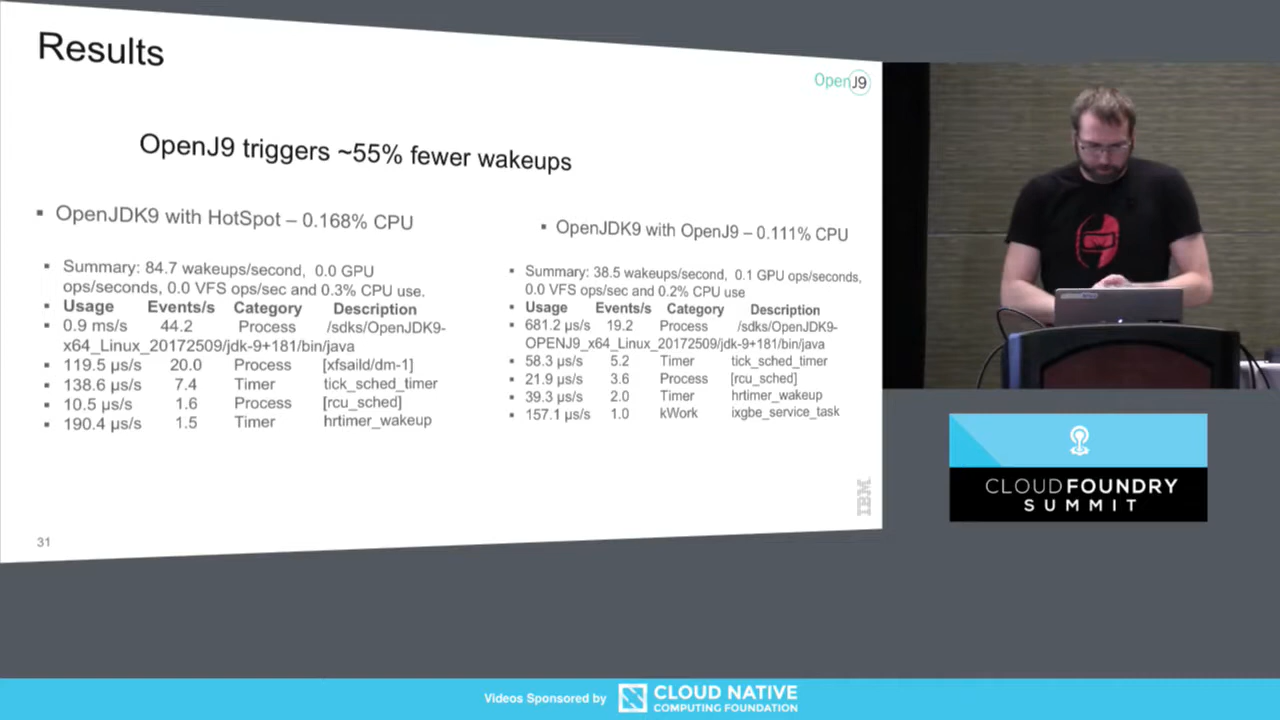 Results
OpenJ9
OpenJ9 triggers ~55% fewer wakeups
▪ OpenJDK9 with HotSpot – 0.168% CPU
▪ Summary: 84.7 wakeups/second, 0.0 GPU
ops/seconds, 0.0 VFS ops/sec and 0.3% CPU use.
▪ Usage Events/s Category Description
▪ 0.9 ms/s 44.2 Process /sdks/OpenJDK9-
x64_Linux_20172509/jdk-9+181/bin/java
▪ 119.5 µs/s 20.0 Process [xfsaild/dm-1]
▪ 138.6 µs/s 7.4 Timer tick_sched_timer
▪ 10.5 µs/s 1.6 Process [rcu_sched]
▪ 190.4 µs/s 1.5 Timer hrtimer_wakeup
▪ OpenJDK9 with OpenJ9 – 0.111% CPU
▪ Summary: 38.5 wakeups/second, 0.1 GPU ops/seconds,
0.0 VFS ops/sec and 0.2% CPU use
▪ Usage Events/s Category Description
▪ 681.2 µs/s 19.2 Process /sdks/OpenJDK9-
OPENJ9_x64_Linux_20172509/jdk-9+181/bin/java
▪ 58.3 µs/s 5.2 Timer tick_sched_timer
▪ 21.9 µs/s 3.6 Process [rcu_sched]
▪ 39.3 µs/s 2.0 Timer hrtimer_wakeup
▪ 157.1 µs/s 1.0 kWork ixgbe_service_task
IBM
31
CLOUD FOUNDRY
SUMMIT
Videos Sponsored by
CLOUD NATIVE
COMPUTING FOUNDATION